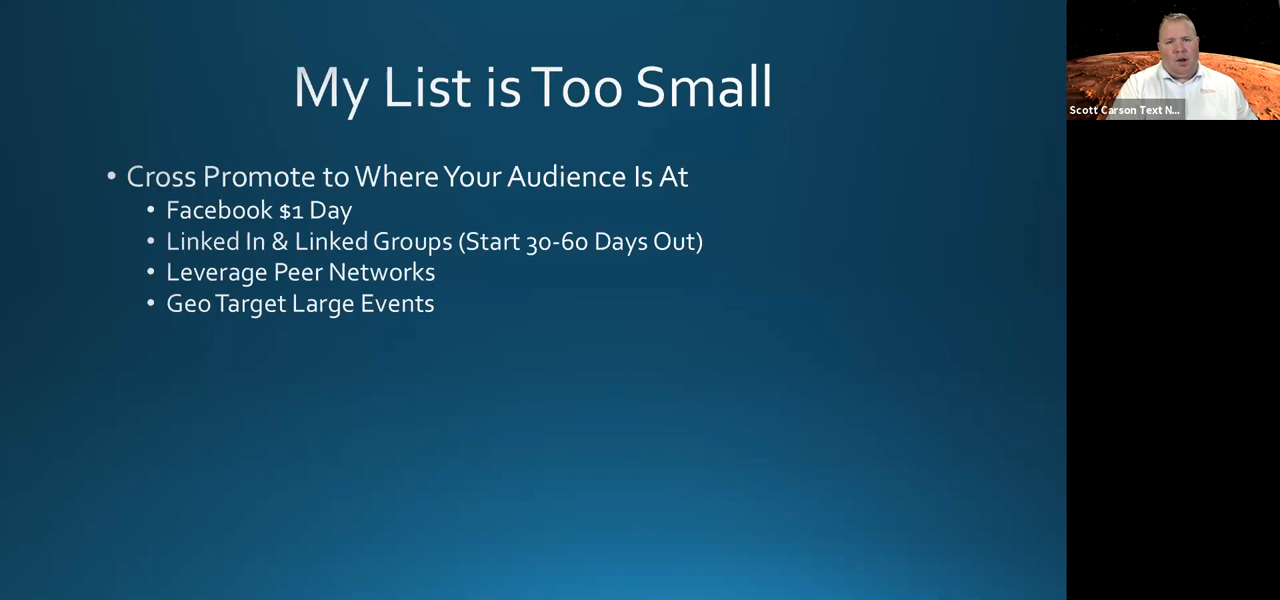 My List is Too Small
• Cross Promote to Where Your Audience Is At
• Facebook $1 Day
• Linked In & Linked Groups (Start 30-60 Days Out)
• Leverage Peer Networks
• Geo Target Large Events
Scott Carson Text N...